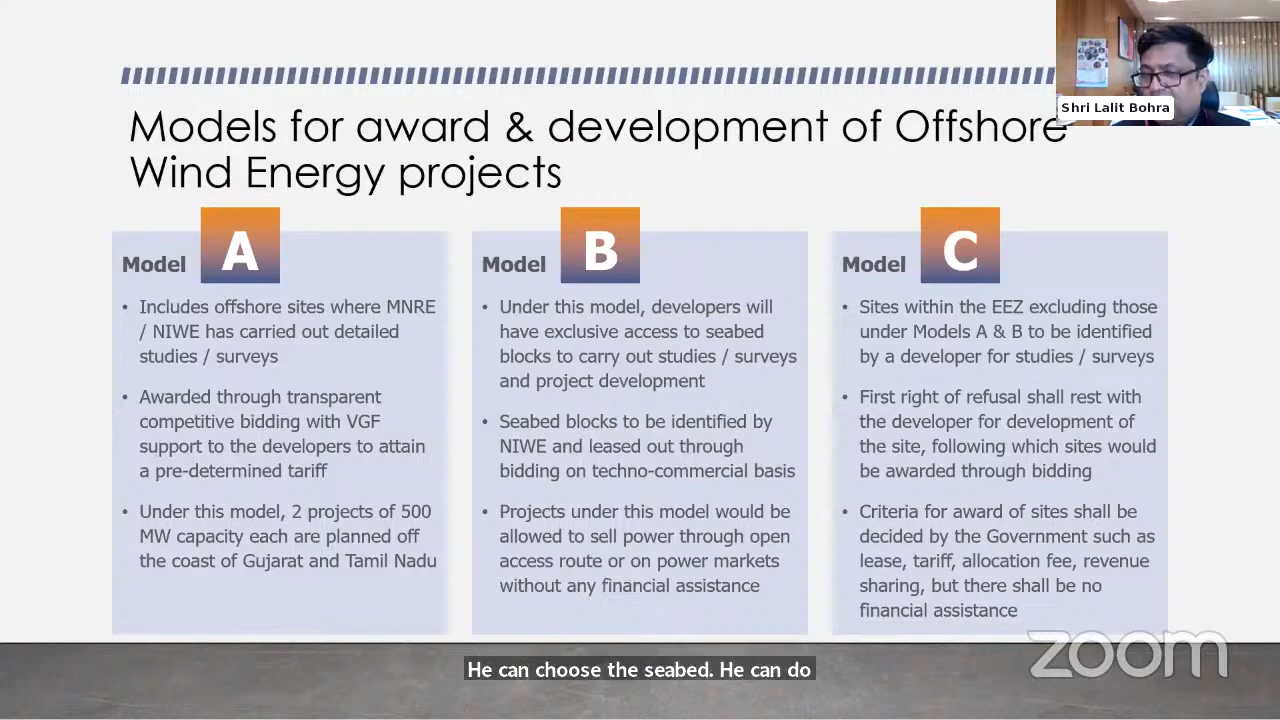 Shri Lalit Bohra
Models for award & development of Offshore
Wind Energy projects
Model A
• Includes offshore sites where MNRE
/ NIWE has carried out detailed
studies / surveys
• Awarded through transparent
competitive bidding with VGF
support to the developers to attain
a pre-determined tariff
• Under this model, 2 projects of 500
MW capacity each are planned off
the coast of Gujarat and Tamil Nadu
Model B
• Under this model, developers will
have exclusive access to seabed
blocks to carry out studies / surveys
and project development
• Seabed blocks to be identified by
NIWE and leased out through
bidding on techno-commercial basis
• Projects under this model would be
allowed to sell power through open
access route or on power markets
without any financial assistance
Model C
• Sites within the EEZ excluding those
under Models A & B to be identified
by a developer for studies / surveys
• First right of refusal shall rest with
the developer for development of
the site, following which sites would
be awarded through bidding
• Criteria for award of sites shall be
decided by the Government such as
lease, tariff, allocation fee, revenue
sharing, but there shall be no
financial assistance
zoom
He can choose the seabed. He can do